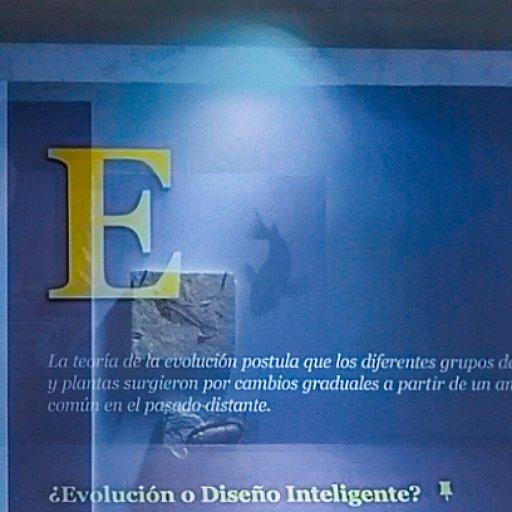 E
La teoría de la evolución postula que los diferentes grupos de
y plantas surgieron por cambios graduales a partir de un an
común en el pasado distante.
¿Evolución o Diseño Inteligente?